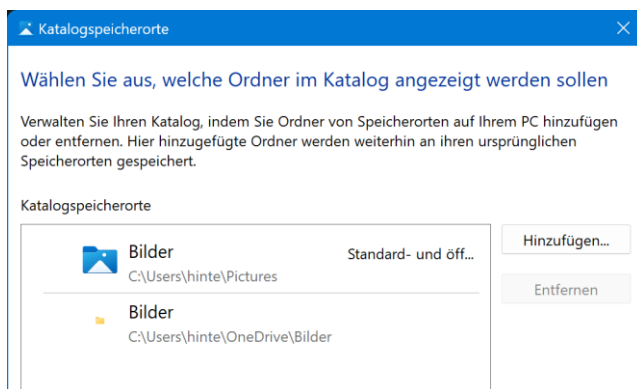 Katalogspeicherorte
Wählen Sie aus, welche Ordner im Katalog angezeigt werden sollen
Verwalten Sie Ihren Katalog, indem Sie Ordner von Speicherorten auf Ihrem PC hinzufügen
oder entfernen. Hier hinzugefügte Ordner werden weiterhin an ihren ursprünglichen
Speicherorten gespeichert.
Katalogspeicherorte
Bilder
Standard- und öff...
C:\Users\hinte\Pictures
Bilder
C:\Users\hinte\OneDrive\Bilder
Hinzufügen...
Entfernen